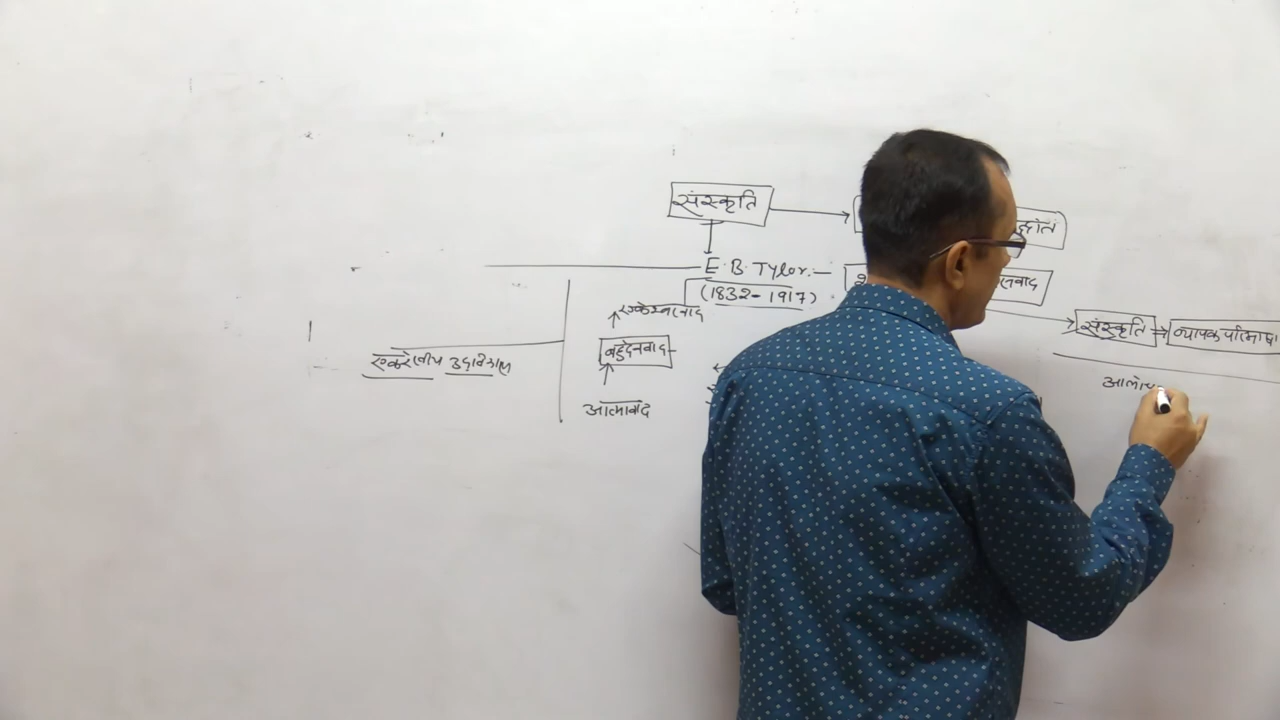 संस्कृति
E. B. Tylor. —
(1832 - 1917)
एकेश्वरवाद
बहुदेववाद
आत्मावाद
एकरेखीय उद्विकास
संस्कृति
व्यापक परिभाषा